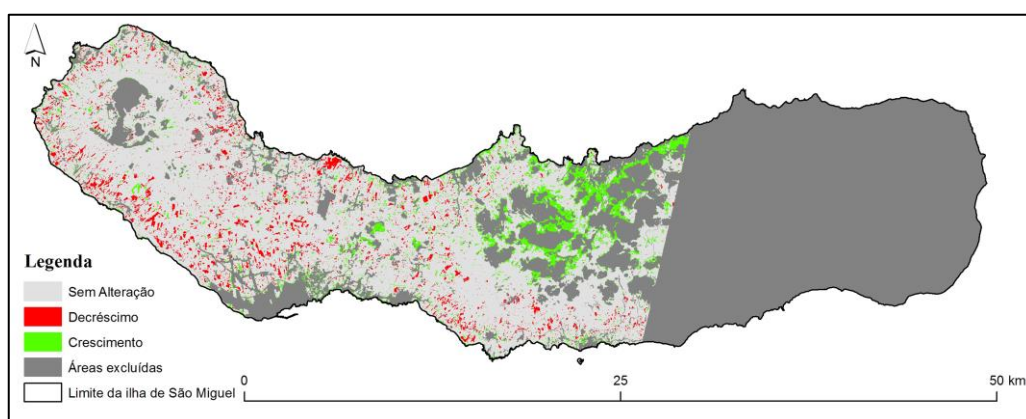 N
Legenda
Sem Alteração
Decréscimo
Crescimento
Áreas excluídas
Limite da ilha de São Miguel
0 25 50 km